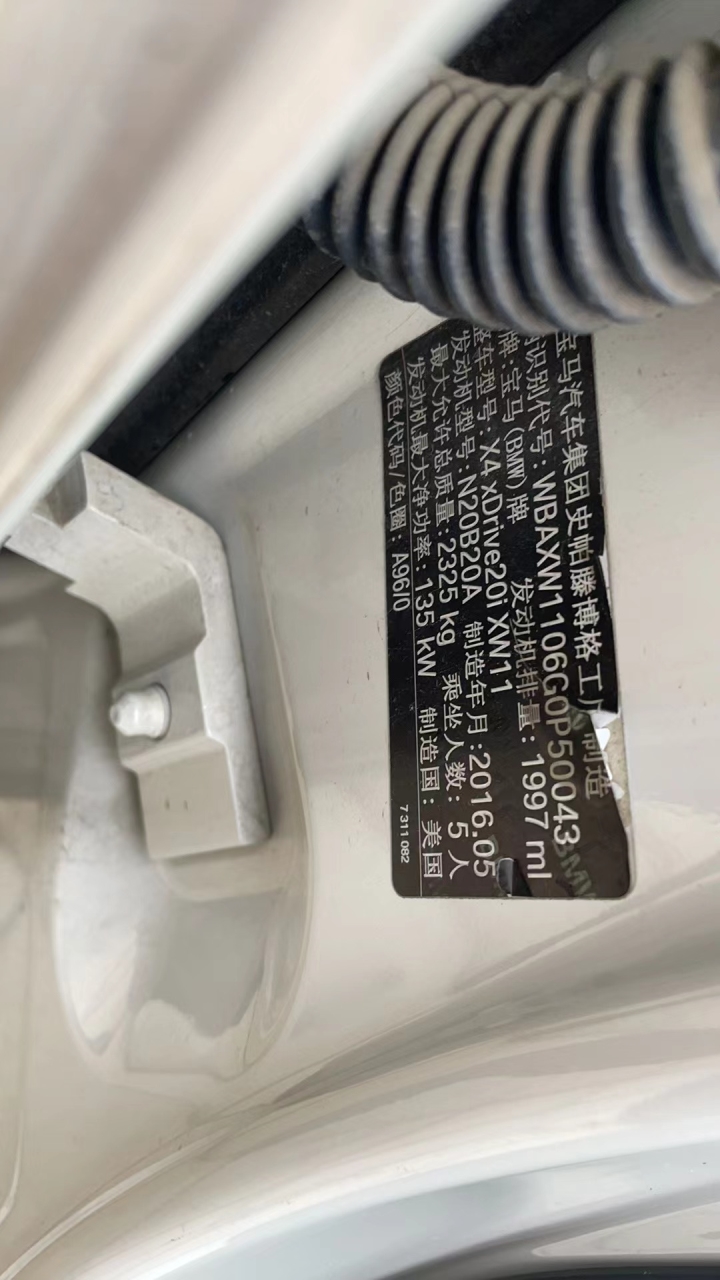 宝马汽车集团史帕滕博格工厂制造
识别代号:WBAXW1106G0P50043
牌:宝马(BMW)牌 发动机排量:1997 ml
整车型号:X4 xDrive20i XW11
发动机型号:N20B20A 制造年月:2016.05
最大允许总质量:2325 kg 乘坐人数: 5人
发动机最大净功率:135 kW 制造国: 美国
颜色代码/色圈: A96/0
7 311 082